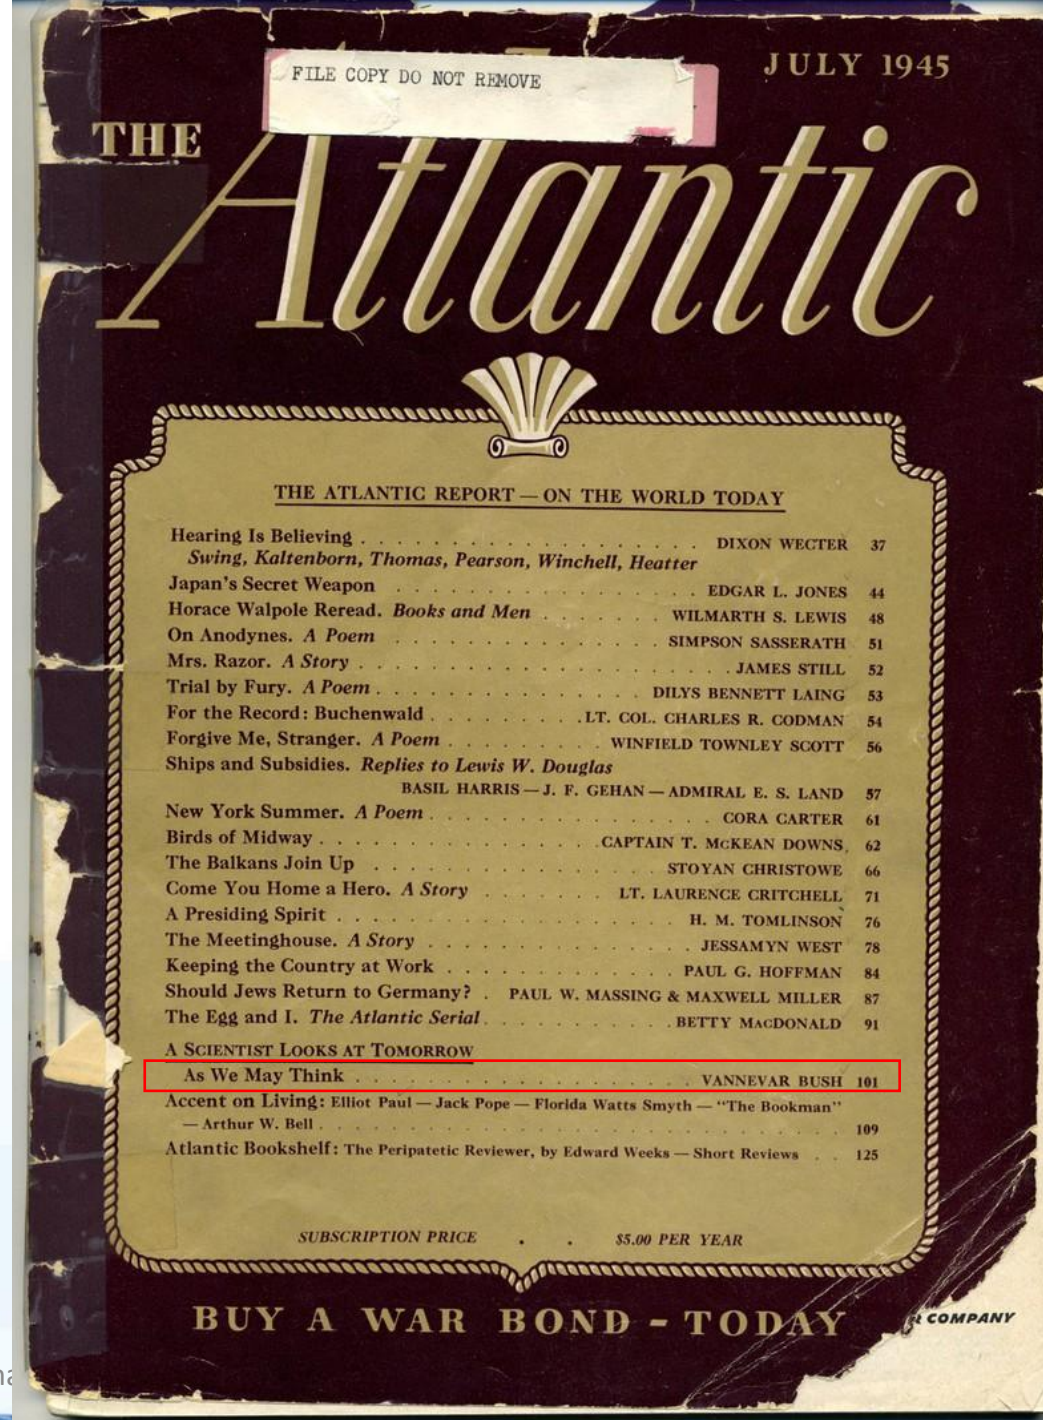 FILE COPY DO NOT REMOVE
JULY 1945
THE
Atlantic
THE ATLANTIC REPORT — ON THE WORLD TODAY
Hearing Is Believing . . . . . . . . . . . . . . . . . . . DIXON WECTER 37
Swing, Kaltenborn, Thomas, Pearson, Winchell, Heatter
Japan's Secret Weapon . . . . . . . . . . . . . . . . . EDGAR L. JONES 44
Horace Walpole Reread. Books and Men . . . . . . . WILMARTH S. LEWIS 48
On Anodynes. A Poem . . . . . . . . . . . . . . . SIMPSON SASSERATH 51
Mrs. Razor. A Story . . . . . . . . . . . . . . . . . . . . JAMES STILL 52
Trial by Fury. A Poem . . . . . . . . . . . . . . . DILYS BENNETT LAING 53
For the Record: Buchenwald . . . . . . . . . . LT. COL. CHARLES R. CODMAN 54
Forgive Me, Stranger. A Poem . . . . . . . . . WINFIELD TOWNLEY SCOTT 56
Ships and Subsidies. Replies to Lewis W. Douglas
BASIL HARRIS — J. F. GEHAN — ADMIRAL E. S. LAND 57
New York Summer. A Poem . . . . . . . . . . . . . . . . CORA CARTER 61
Birds of Midway . . . . . . . . . . . . . . . . . CAPTAIN T. McKEAN DOWNS 62
The Balkans Join Up . . . . . . . . . . . . . . . . . STOYAN CHRISTOWE 66
Come You Home a Hero. A Story . . . . . . . LT. LAURENCE CRITCHELL 71
A Presiding Spirit . . . . . . . . . . . . . . . . . . . H. M. TOMLINSON 76
The Meetinghouse. A Story . . . . . . . . . . . . . . . JESSAMYN WEST 78
Keeping the Country at Work . . . . . . . . . . . . . PAUL G. HOFFMAN 84
Should Jews Return to Germany? . PAUL W. MASSING & MAXWELL MILLER 87
The Egg and I. The Atlantic Serial . . . . . . . . . . . BETTY MacDONALD 91
A SCIENTIST LOOKS AT TOMORROW
As We May Think . . . . . . . . . . . . . . . . . . . VANNEVAR BUSH 101
Accent on Living: Elliot Paul — Jack Pope — Florida Watts Smyth — "The Bookman"
— Arthur W. Bell . . . . . . . . . . . . . . . . . . . . . . . . . . . . 109
Atlantic Bookshelf: The Peripatetic Reviewer, by Edward Weeks — Short Reviews . . 125
SUBSCRIPTION PRICE . . $5.00 PER YEAR
BUY A WAR BOND - TODAY
COMPANY